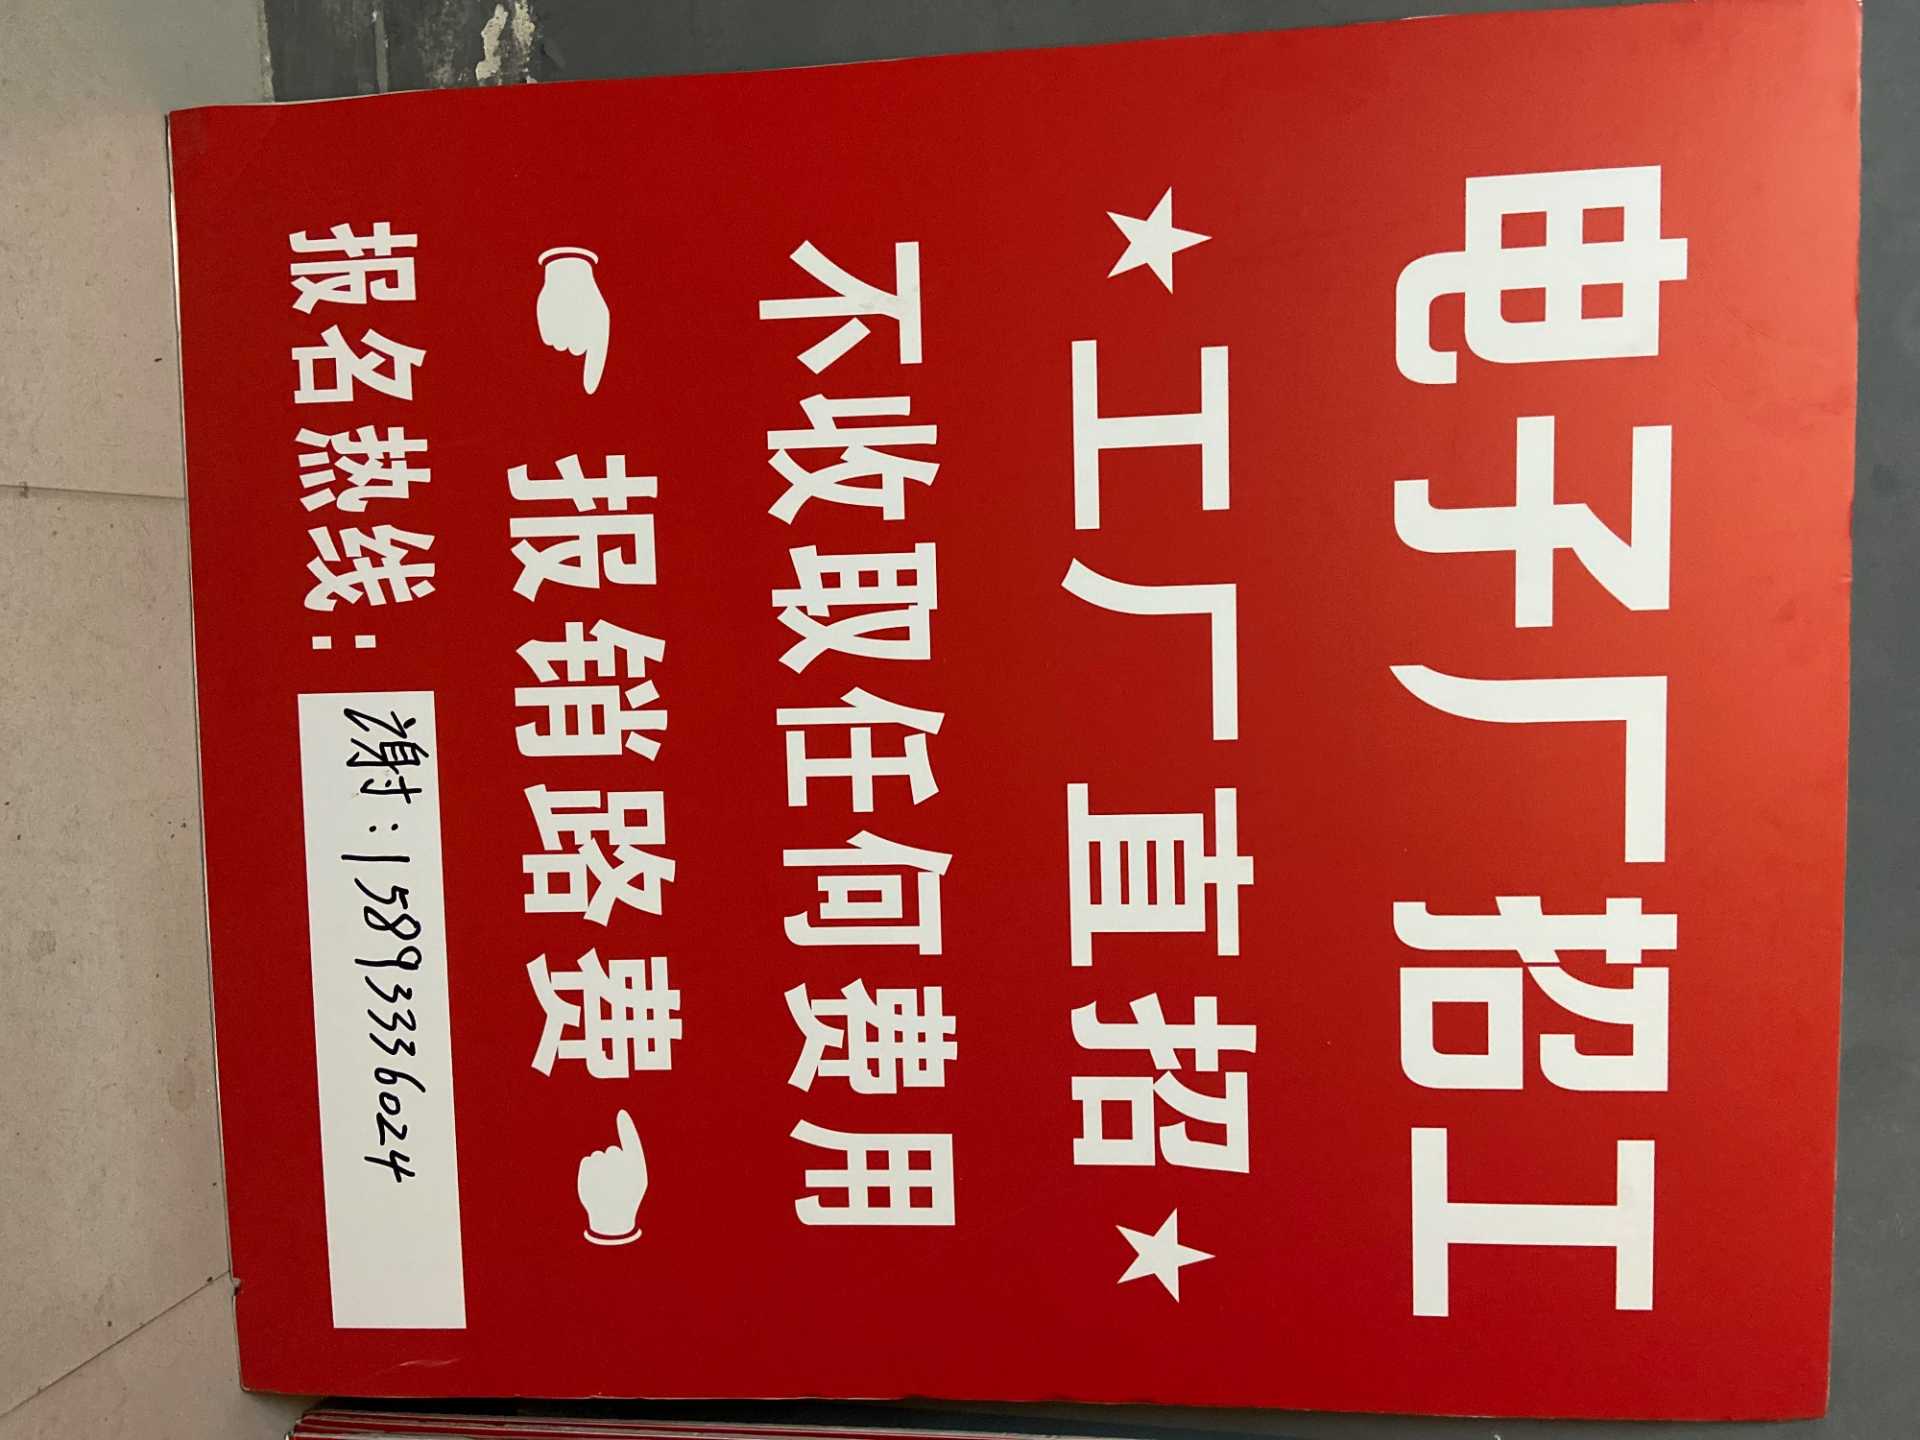 电子厂招工
★工厂直招★
不收取任何费用
报销路费
报名热线：谢：15893336024